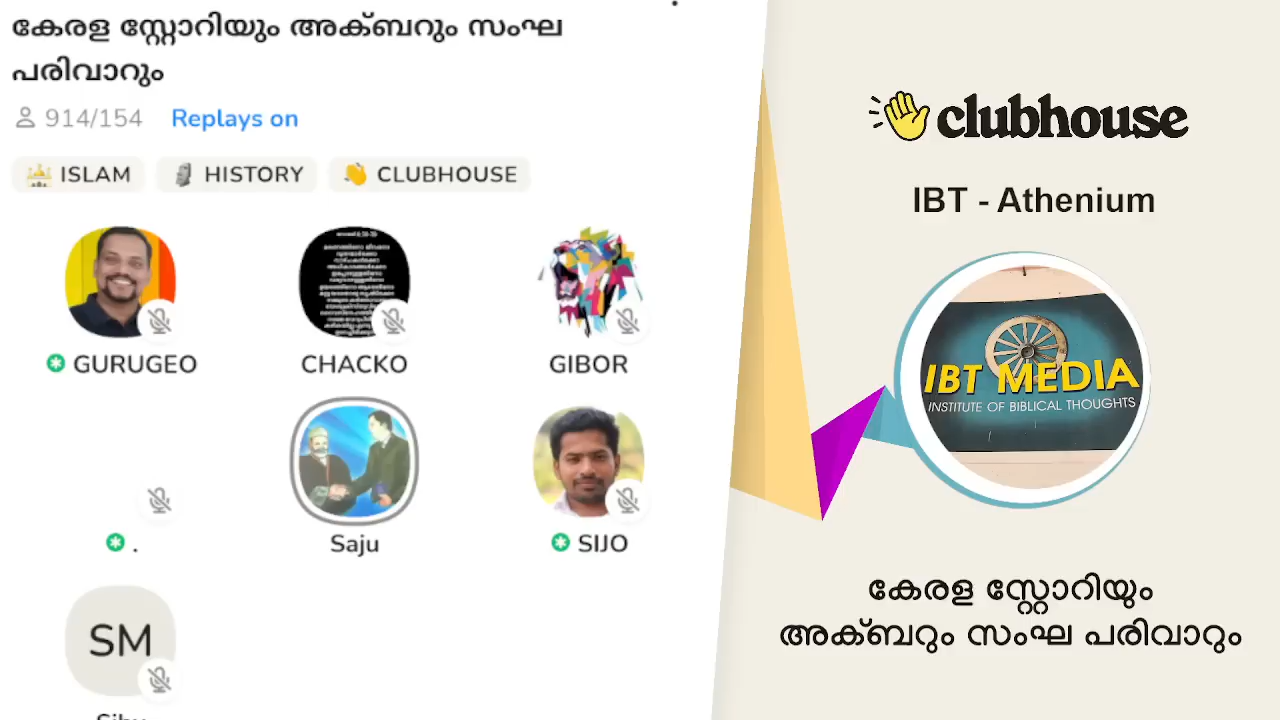 കേരള സ്റ്റോറിയും അക്ബറും സംഘ
പരിവാറും
914/154 Replays on
ISLAM HISTORY CLUBHOUSE
GURUGEO CHACKO GIBOR
. Saju SIJO
SM
clubhouse
IBT - Athenium
IBT MEDIA
INSTITUTE OF BIBLICAL THOUGHTS
കേരള സ്റ്റോറിയും
അക്ബറും സംഘ പരിവാറും